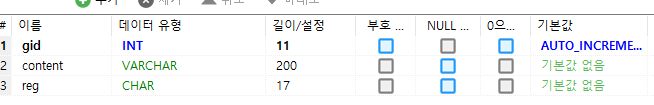 # 이름 데이터 유형 길이/설정 부호 ... NULL ... 0으... 기본값
1 gid INT 11 AUTO_INCREME...
2 content VARCHAR 200 기본값 없음
3 reg CHAR 17 기본값 없음